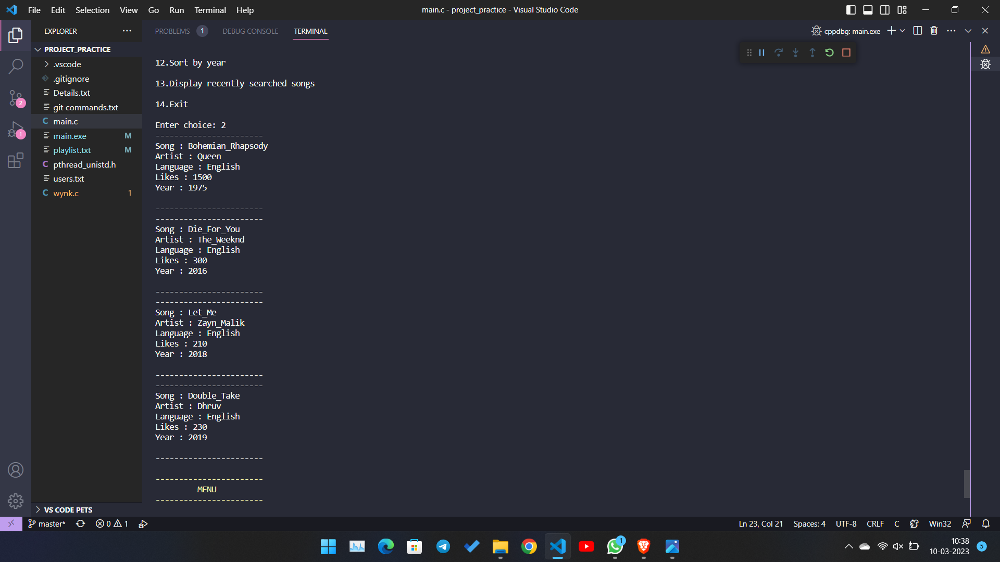 File Edit Selection View Go Run Terminal Help
main.c - project_practice - Visual Studio Code
EXPLORER
PROJECT_PRACTICE
.vscode
.gitignore
Details.txt
git commands.txt
main.c
main.exe M
playlist.txt M
pthread_unistd.h
users.txt
wynk.c 1
VS CODE PETS
2
1
PROBLEMS 1 DEBUG CONSOLE TERMINAL
cppdbg: main.exe
12.Sort by year
13.Display recently searched songs
14.Exit
Enter choice: 2
-----------------------
Song : Bohemian_Rhapsody
Artist : Queen
Language : English
Likes : 1500
Year : 1975
-----------------------
-----------------------
Song : Die_For_You
Artist : The_Weeknd
Language : English
Likes : 300
Year : 2016
-----------------------
-----------------------
Song : Let_Me
Artist : Zayn_Malik
Language : English
Likes : 210
Year : 2018
-----------------------
-----------------------
Song : Double_Take
Artist : Dhruv
Language : English
Likes : 230
Year : 2019
-----------------------
-----------------------
MENU
-----------------------
master* 0 1
Ln 23, Col 21 Spaces: 4 UTF-8 CRLF C Win32
1
10:38
10-03-2023
5